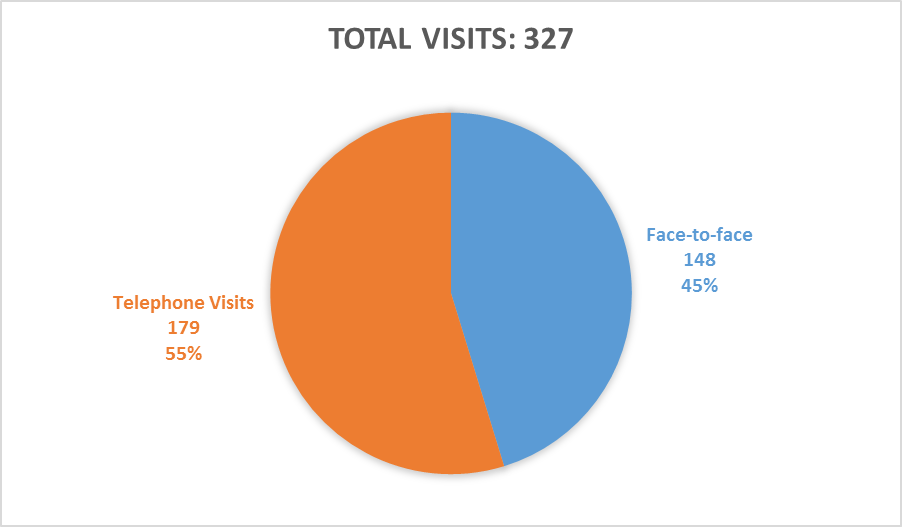 TOTAL VISITS: 327
Face-to-face
148
45%
Telephone Visits
179
55%